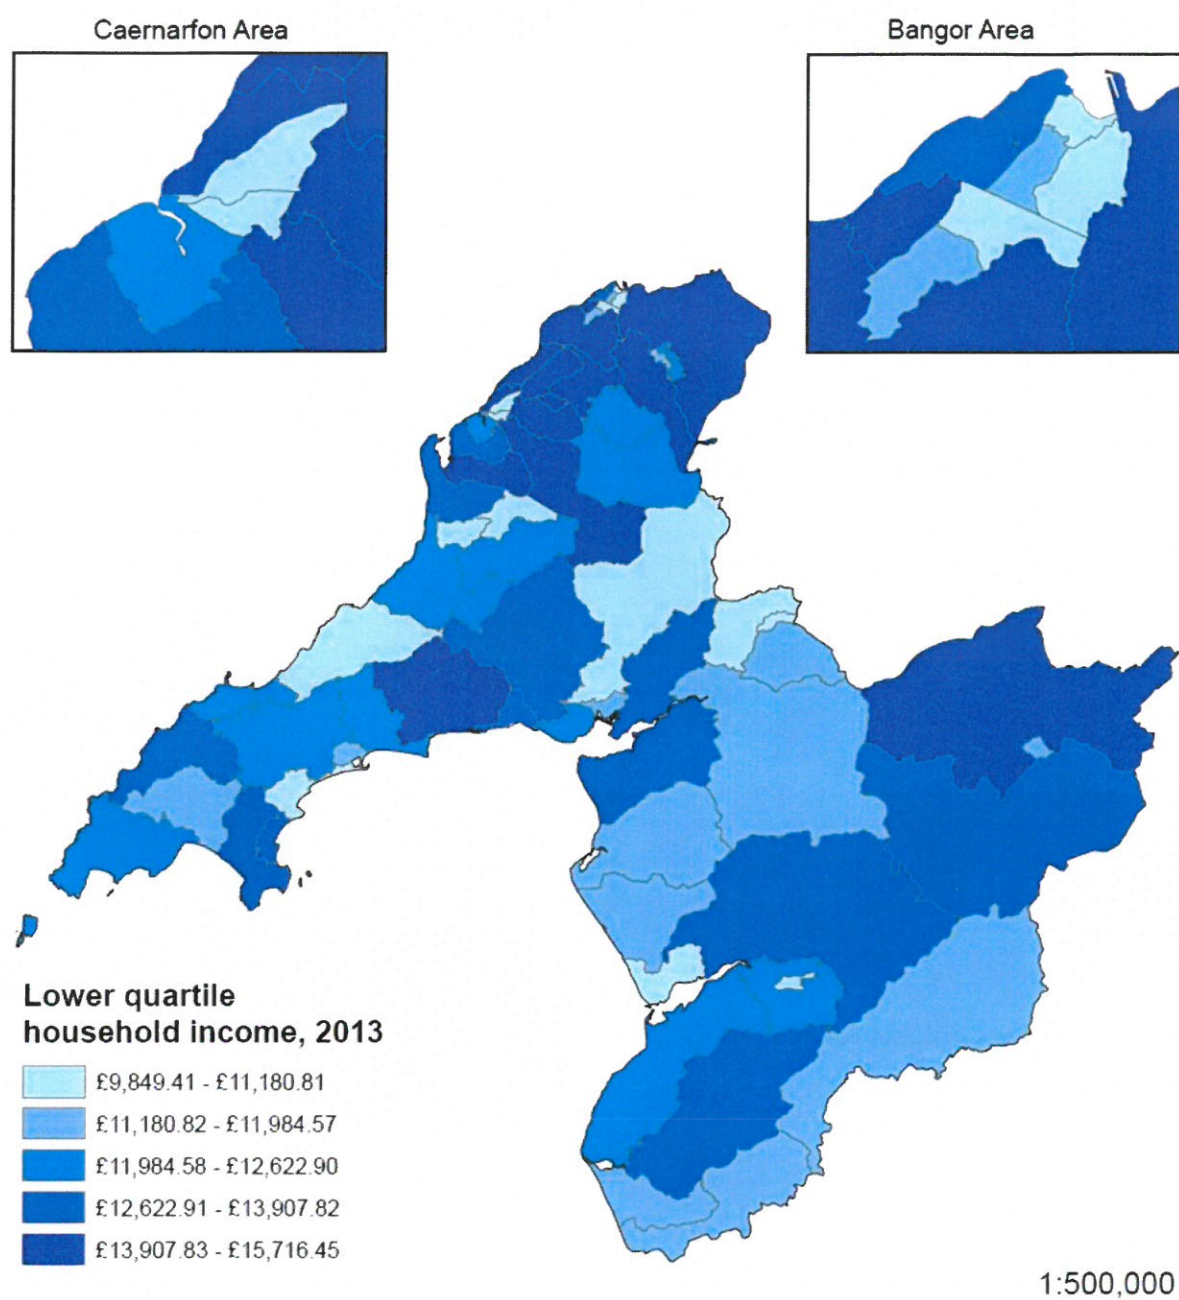 Caernarfon Area
Bangor Area
Lower quartile
household income, 2013
£9,849.41 - £11,180.81
£11,180.82 - £11,984.57
£11,984.58 - £12,622.90
£12,622.91 - £13,907.82
£13,907.83 - £15,716.45
1:500,000